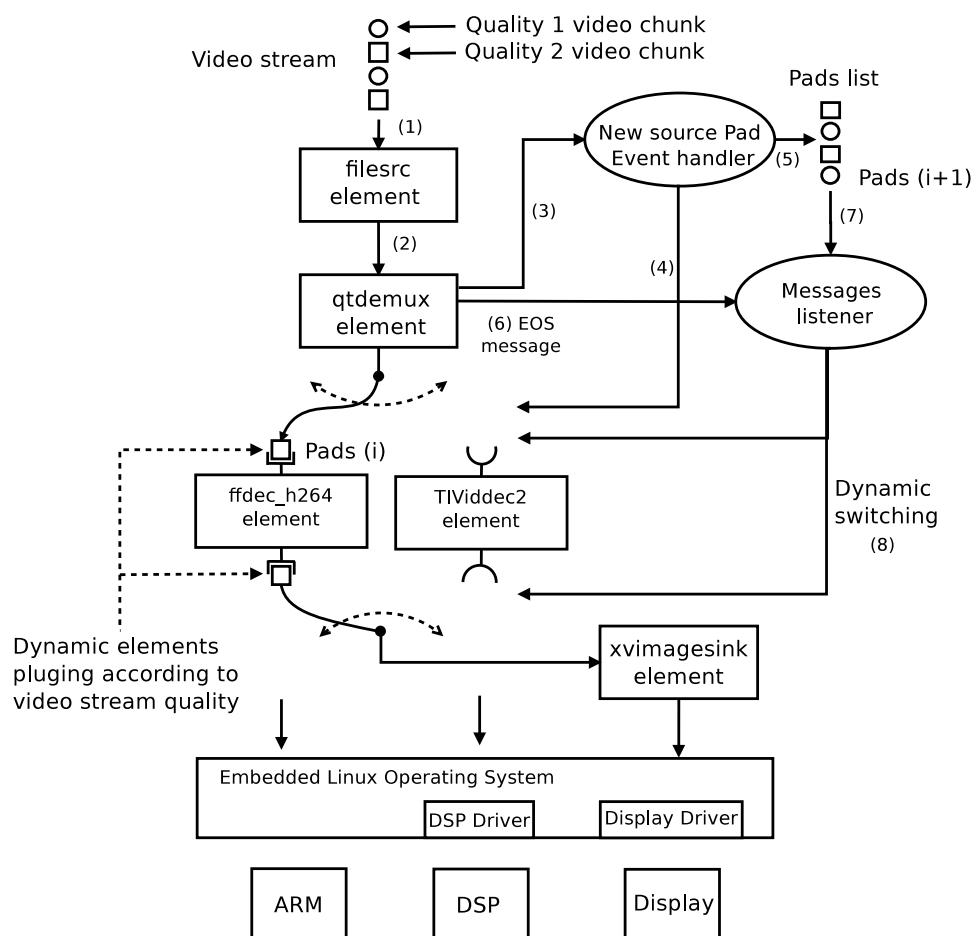 Quality 1 video chunk
Quality 2 video chunk
Video stream
Pads list
(1)
New source Pad
Event handler
(5)
filesrc
element
Pads (i+1)
(3)
(7)
(2)
(4)
qtdemux
element
Messages
listener
(6) EOS
message
Pads (i)
ffdec_h264
element
TIViddec2
element
Dynamic
switching
(8)
Dynamic elements
pluging according to
video stream quality
xvimagesink
element
Embedded Linux Operating System
DSP Driver
Display Driver
ARM
DSP
Display